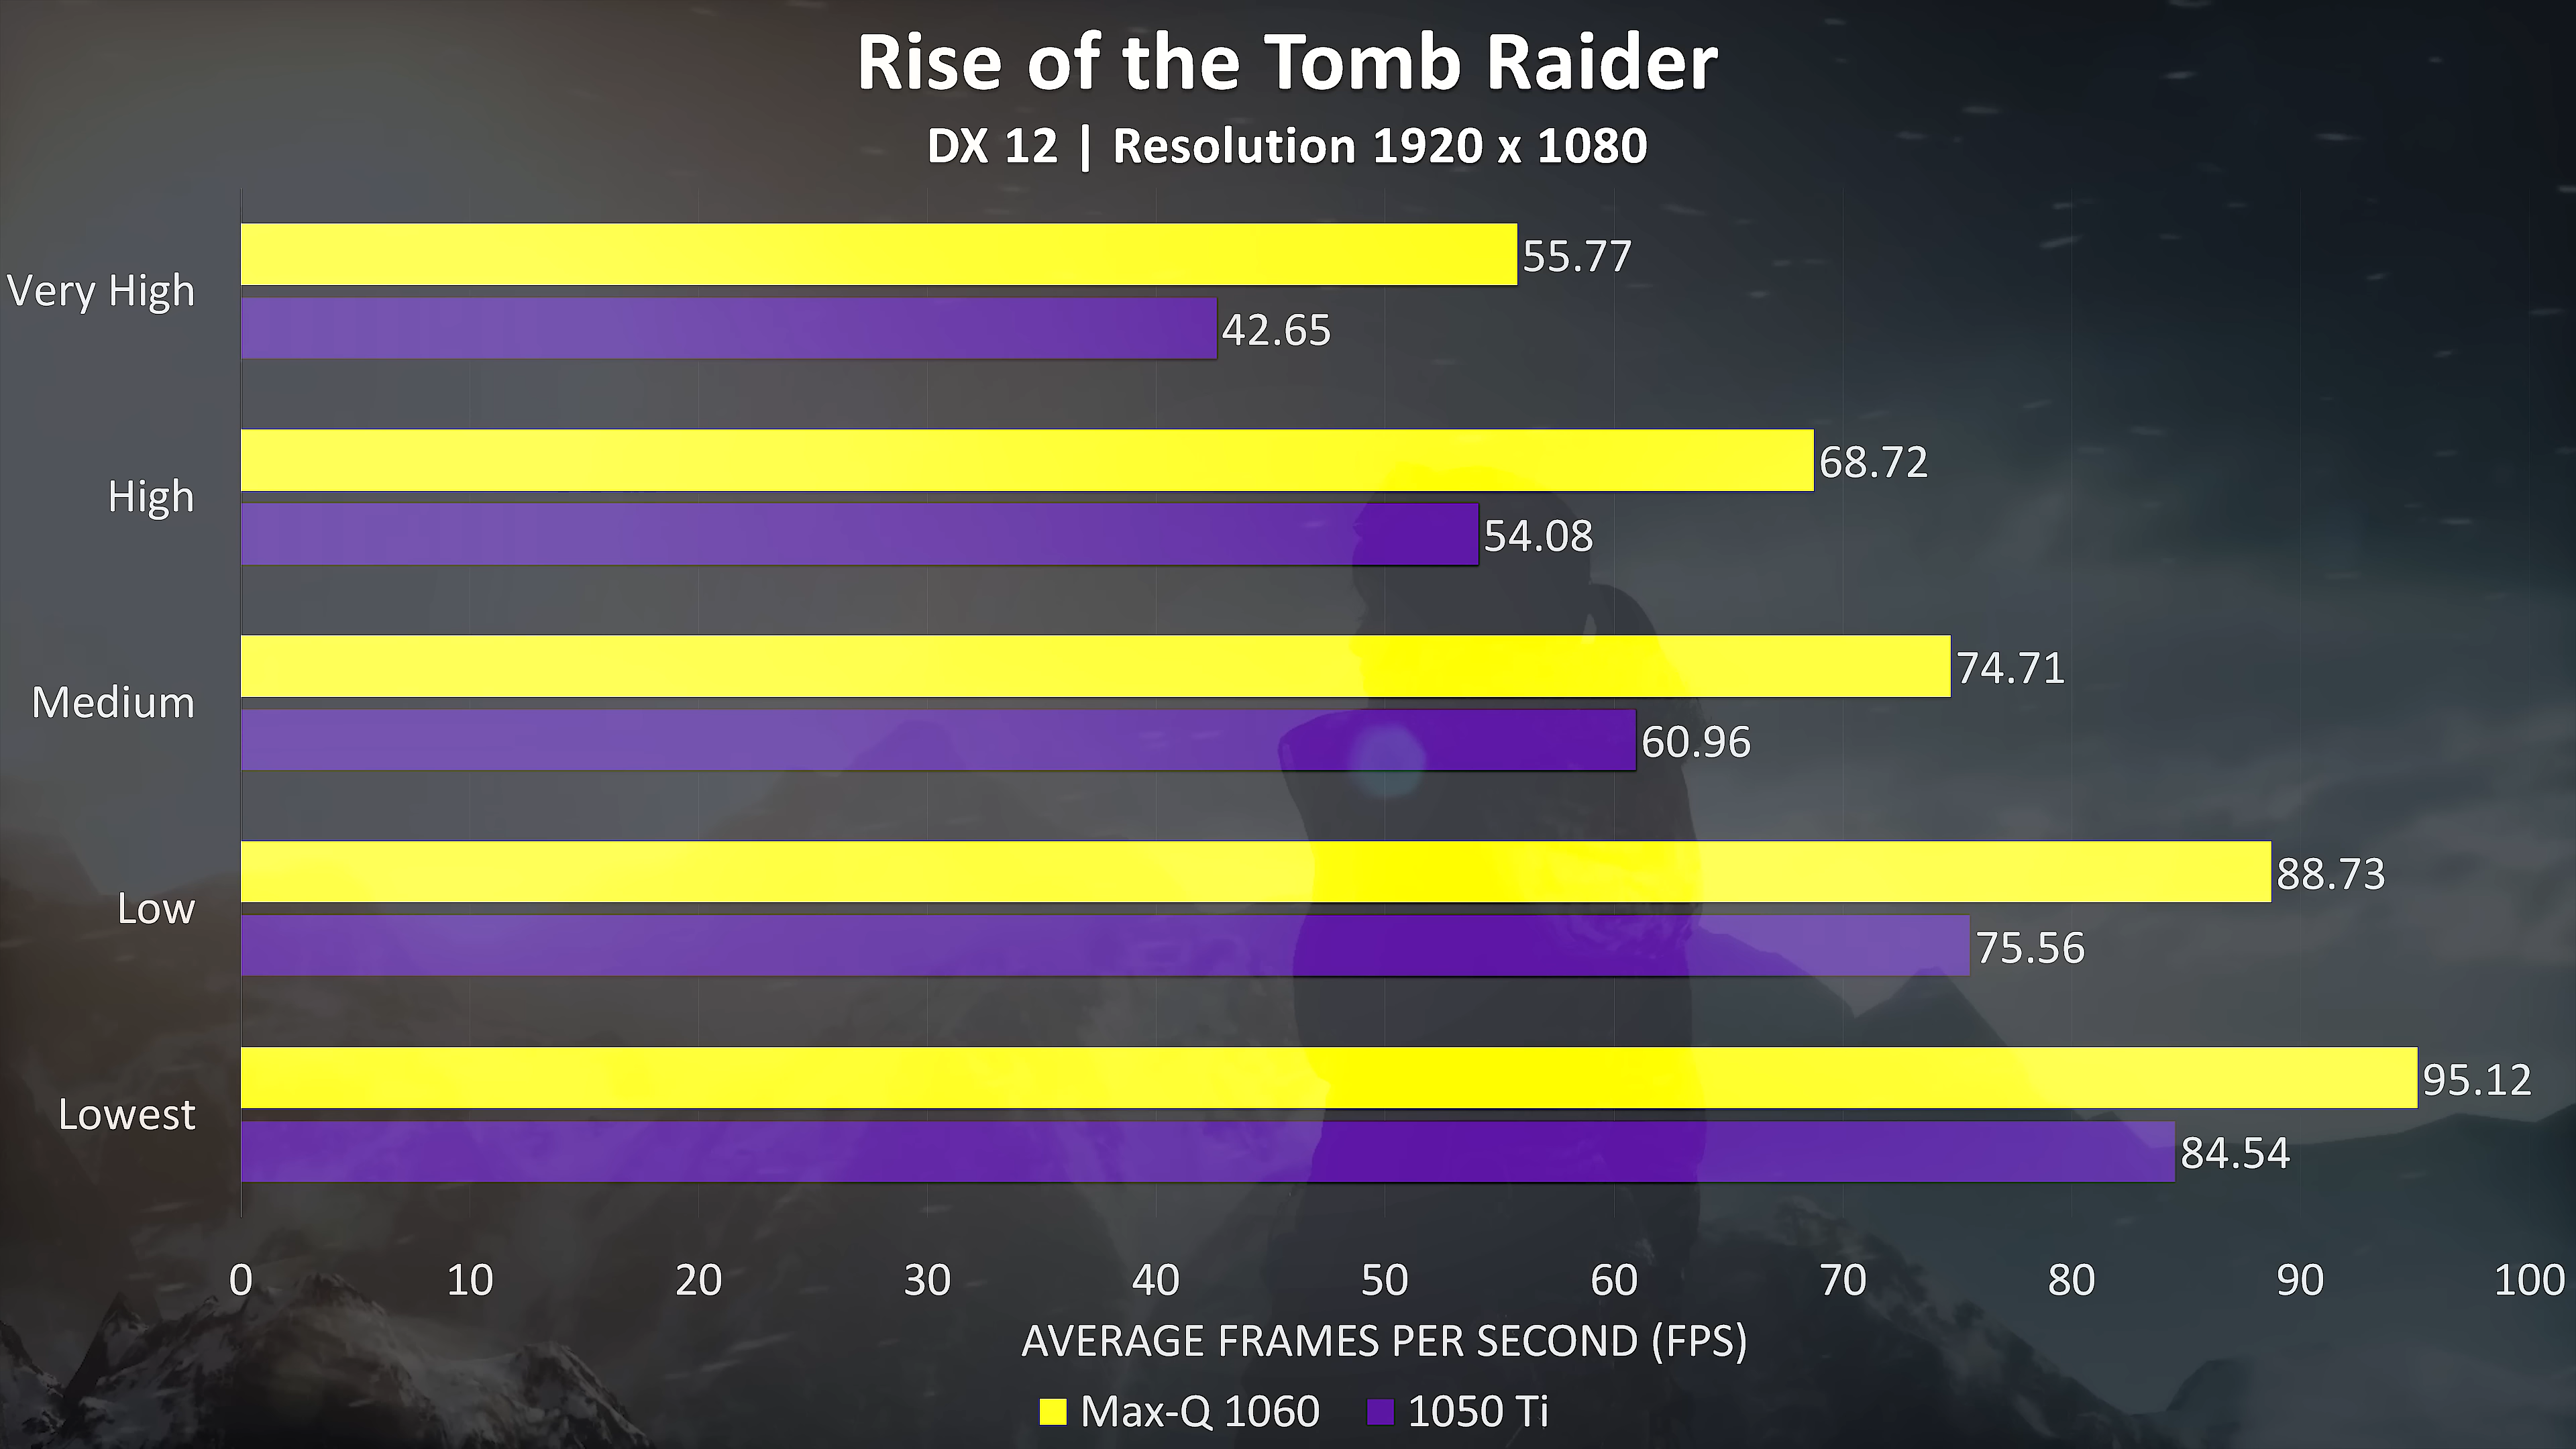 Rise of the Tomb Raider
DX 12 | Resolution 1920 x 1080
Very High
55.77
42.65
High
68.72
54.08
Medium
74.71
60.96
Low
88.73
75.56
Lowest
95.12
84.54
0 10 20 30 40 50 60 70 80 90 100
AVERAGE FRAMES PER SECOND (FPS)
Max-Q 1060 1050 Ti